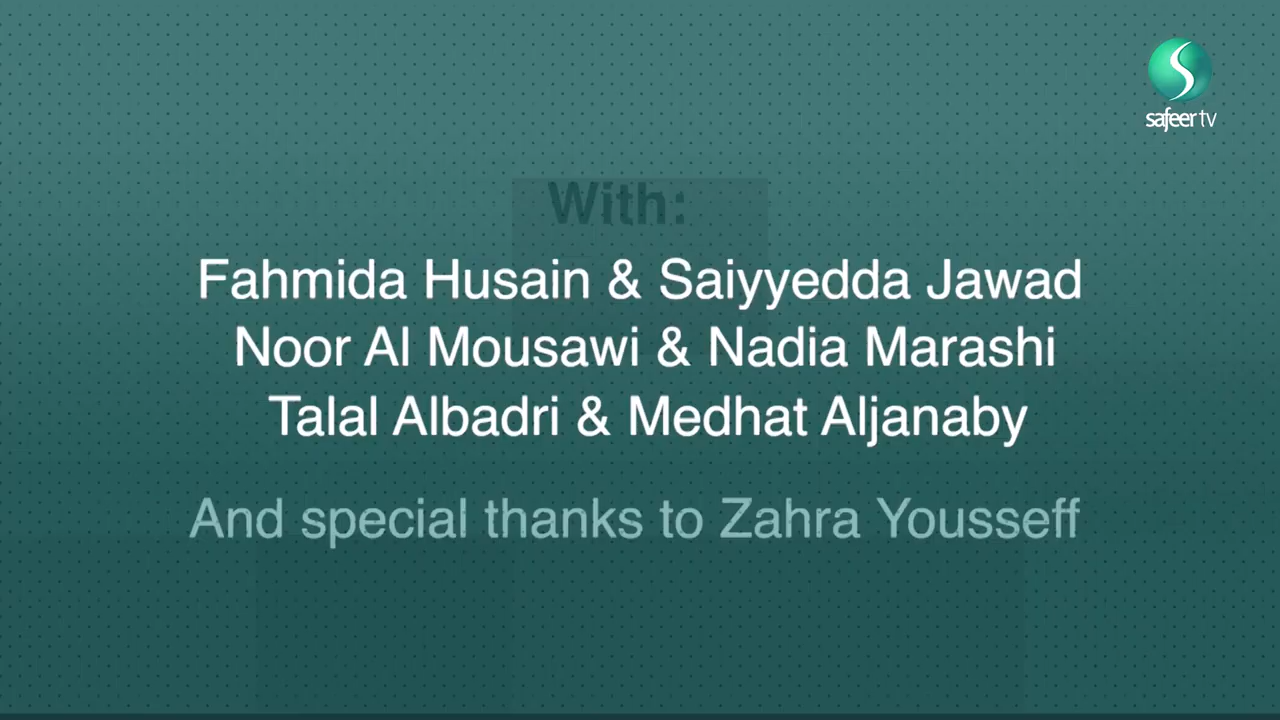 safeer tv
With:
Fahmida Husain & Saiyyedda Jawad
Noor Al Mousawi & Nadia Marashi
Talal Albadri & Medhat Aljanaby
And special thanks to Zahra Yousseff